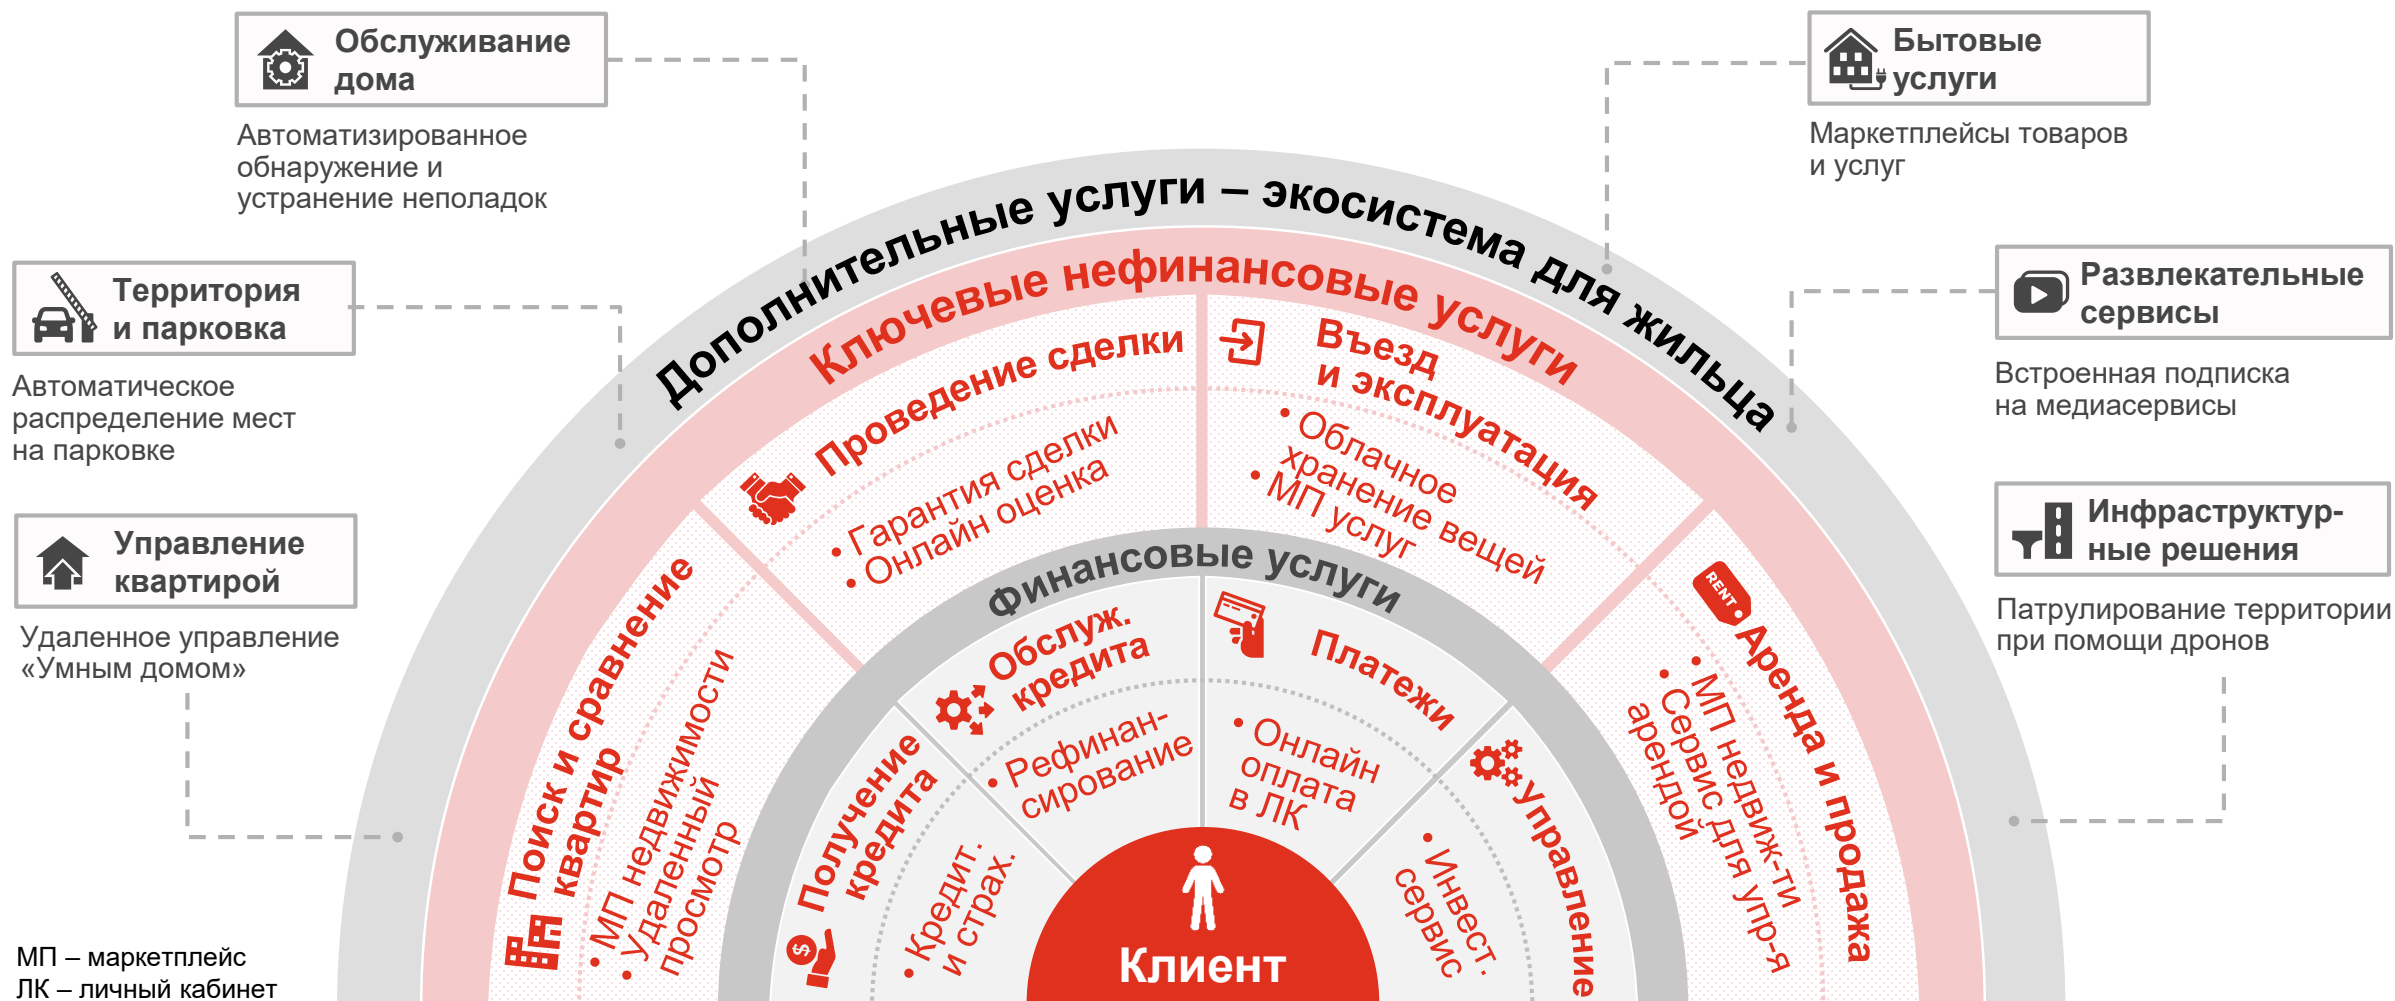 Обслуживание
дома
Автоматизированное
обнаружение и
устранение неполадок
Территория
и парковка
Автоматическое
распределение мест
на парковке
Управление
квартирой
Удаленное управление
«Умным домом»
Бытовые
услуги
Маркетплейсы товаров
и услуг
Развлекательные
сервисы
Встроенная подписка
на медиасервисы
Инфраструктур-
ные решения
Патрулирование территории
при помощи дронов
Дополнительные услуги – экосистема для жильца
Ключевые нефинансовые услуги
Поиск и сравнение
квартир
• МП недвижимости
• Удаленный
просмотр
Проведение сделки
• Гарантия сделки
• Онлайн оценка
Въезд
и эксплуатация
• Облачное
хранение вещей
• МП услуг
RENT
Аренда и продажа
• МП недвиж-ти
• Сервис для упр-я
арендой
Финансовые услуги
Получение
кредита
$
• Кредит.
и страх.
Обслуж.
кредита
• Рефинан-
сирование
Платежи
• Онлайн
оплата
в ЛК
Управление
• Инвест.
сервис
Клиент
МП – маркетплейс
ЛК – личный кабинет